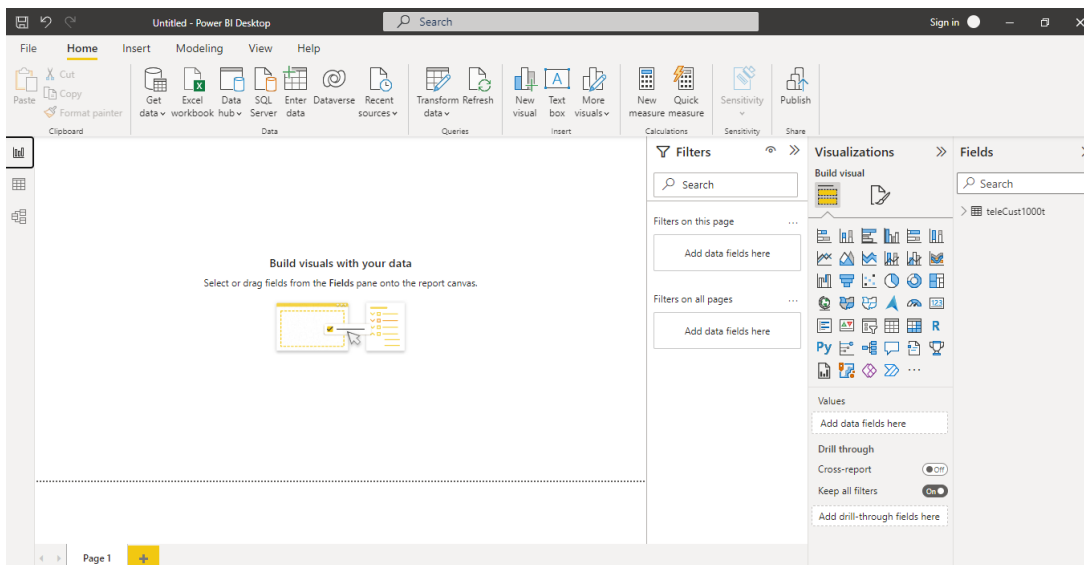 Untitled - Power BI Desktop
Search
Sign in
File Home Insert Modeling View Help
Paste
Cut
Copy
Format painter
Clipboard
Get data
Excel workbook
Data hub
SQL Server
Enter data
Dataverse
Recent sources
Data
Transform data
Refresh
Queries
New visual
Text box
More visuals
Insert
New measure
Quick measure
Calculations
Sensitivity
Sensitivity
Publish
Share
Build visuals with your data
Select or drag fields from the Fields pane onto the report canvas.
Filters
Search
Filters on this page
...
Add data fields here
Filters on all pages
...
Add data fields here
Visualizations
Build visual
123
R
Py
...
Values
Add data fields here
Drill through
Cross-report
Off
Keep all filters
On
Add drill-through fields here
Fields
Search
teleCust1000t
Page 1
+